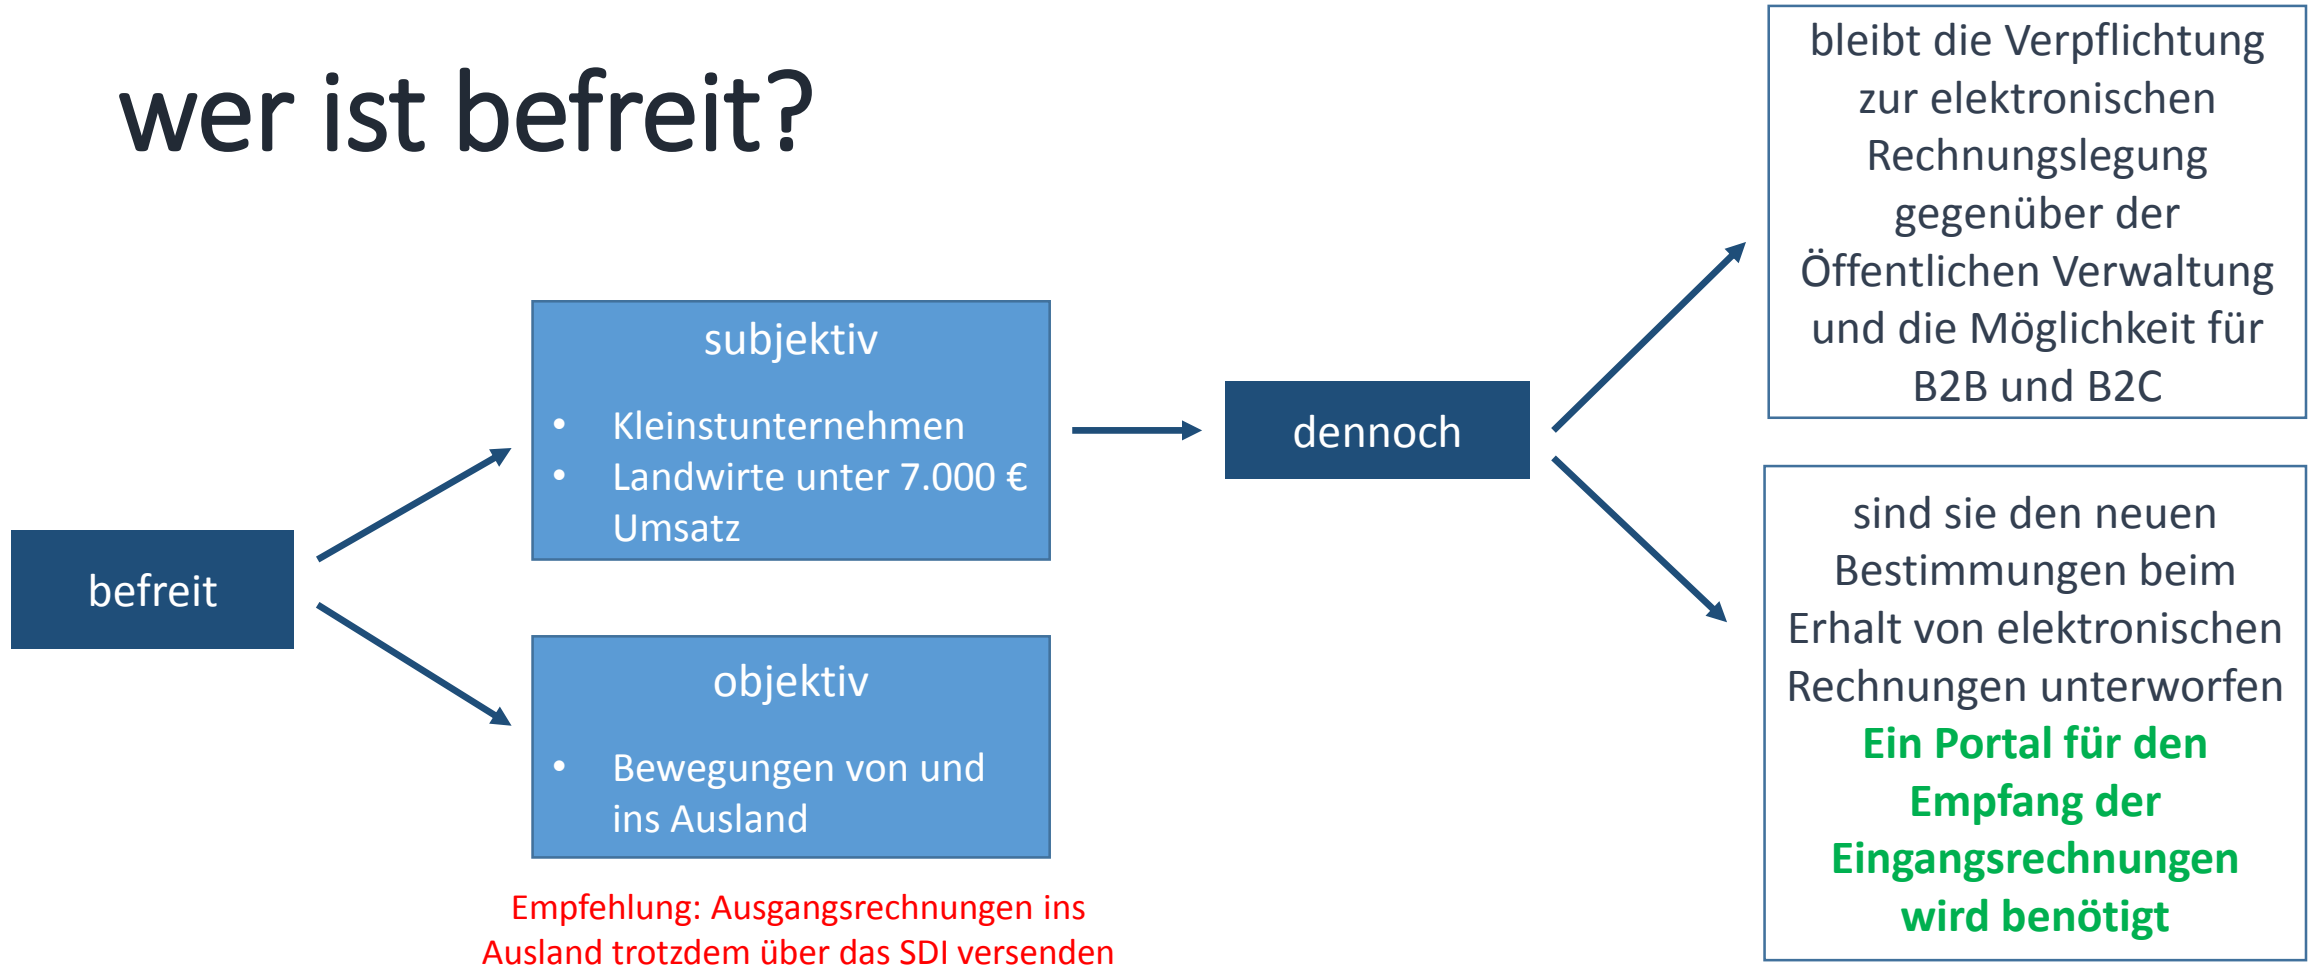 wer ist befreit?
befreit
subjektiv
• Kleinstunternehmen
• Landwirte unter 7.000 €
Umsatz
objektiv
• Bewegungen von und
ins Ausland
Empfehlung: Ausgangsrechnungen ins
Ausland trotzdem über das SDI versenden
dennoch
bleibt die Verpflichtung
zur elektronischen
Rechnungslegung
gegenüber der
Öffentlichen Verwaltung
und die Möglichkeit für
B2B und B2C
sind sie den neuen
Bestimmungen beim
Erhalt von elektronischen
Rechnungen unterworfen
Ein Portal für den
Empfang der
Eingangsrechnungen
wird benötigt